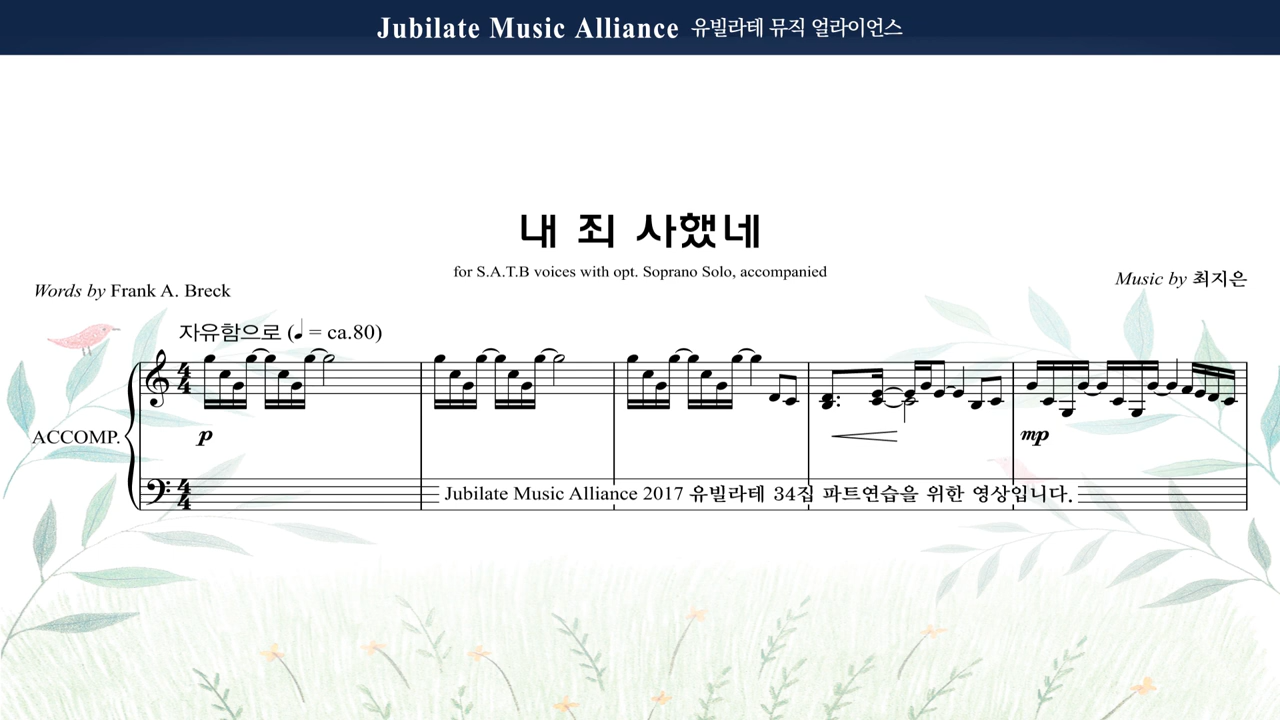 Jubilate Music Alliance 유빌라테 뮤직 얼라이언스
내 죄 사했네
for S.A.T.B voices with opt. Soprano Solo, accompanied
Words by Frank A. Breck
Music by 최지은
자유함으로 (♩ = ca.80)
ACCOMP.
p
mp
Jubilate Music Alliance 2017 유빌라테 34집 파트연습을 위한 영상입니다.